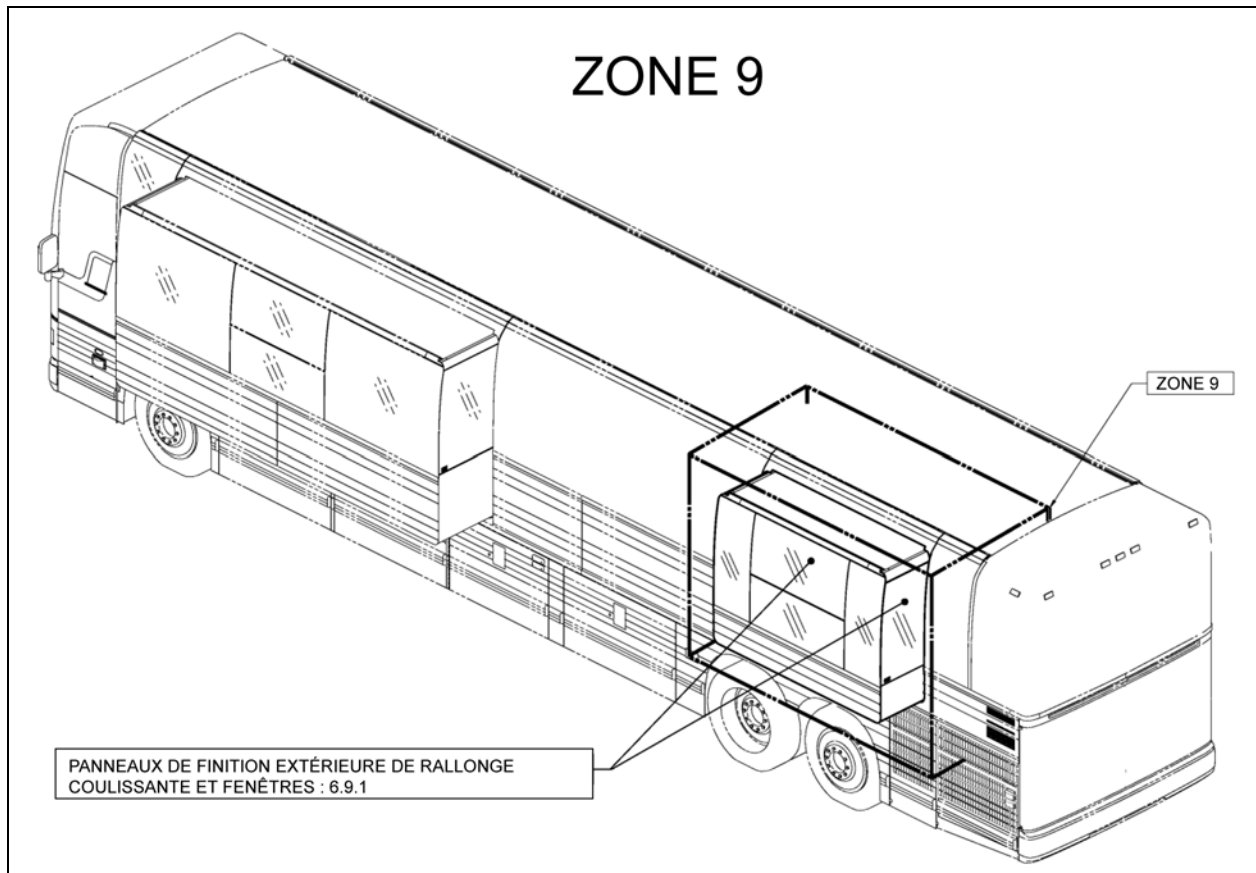 ZONE 9
ZONE 9
PANNEAUX DE FINITION EXTÉRIEURE DE RALLONGE
COULISSANTE ET FENÊTRES : 6.9.1